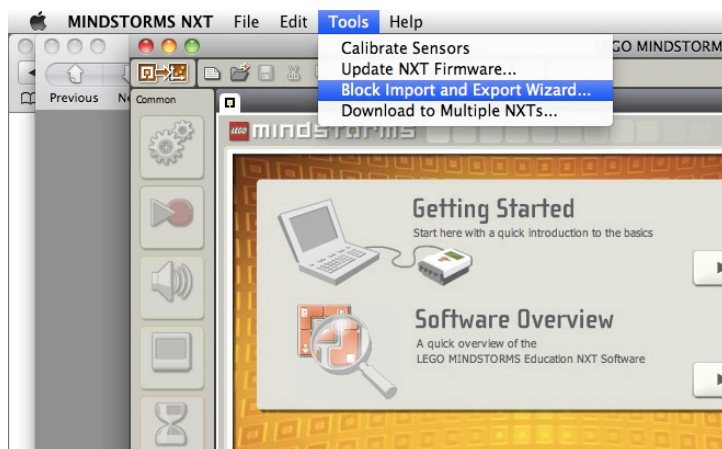 MINDSTORMS NXT File Edit Tools Help
Calibrate Sensors
Update NXT Firmware...
Block Import and Export Wizard...
Download to Multiple NXTs...
GO MINDSTORM
Previous
Common
LEGO mindstorms
Getting Started
Start here with a quick introduction to the basics
Software Overview
A quick overview of the
LEGO MINDSTORMS Education NXT Software